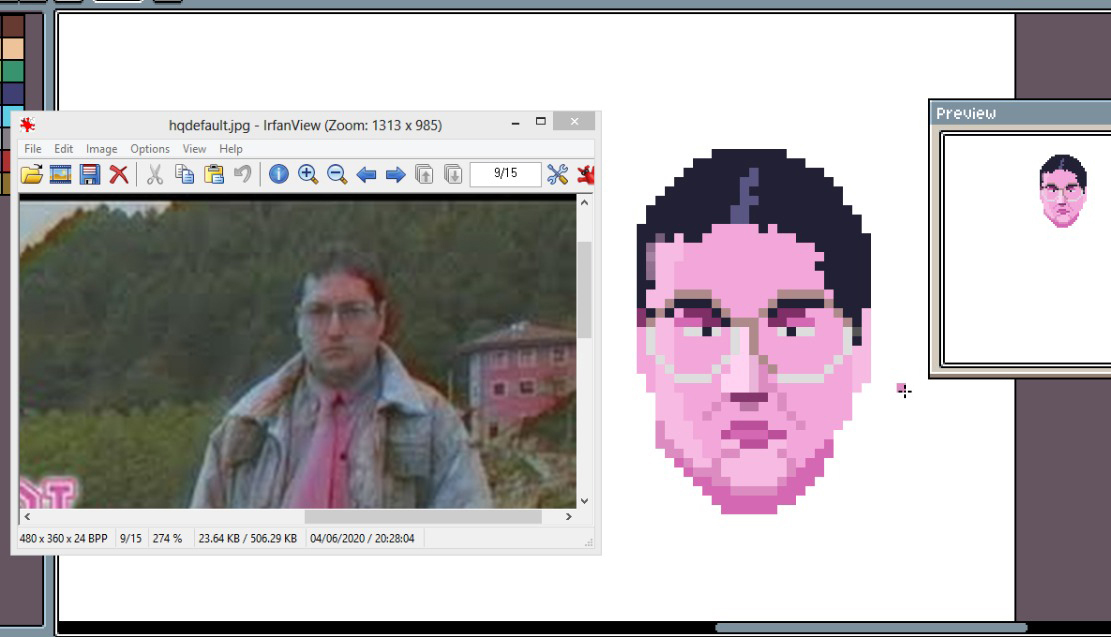 hqdefault.jpg - IrfanView (Zoom: 1313 x 985)
File Edit Image Options View Help
9/15
480 x 360 x 24 BPP 9/15 274 % 23.64 KB / 506.29 KB 04/06/2020 / 20:28:04
Preview